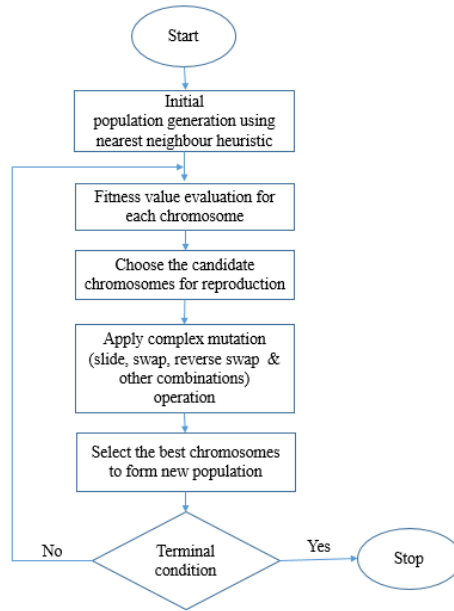 Start
Initial
population generation using
nearest neighbour heuristic
Fitness value evaluation for
each chromosome
Choose the candidate
chromosomes for reproduction
Apply complex mutation
(slide, swap, reverse swap &
other combinations)
operation
Select the best chromosomes
to form new population
No
Terminal
condition
Yes
Stop